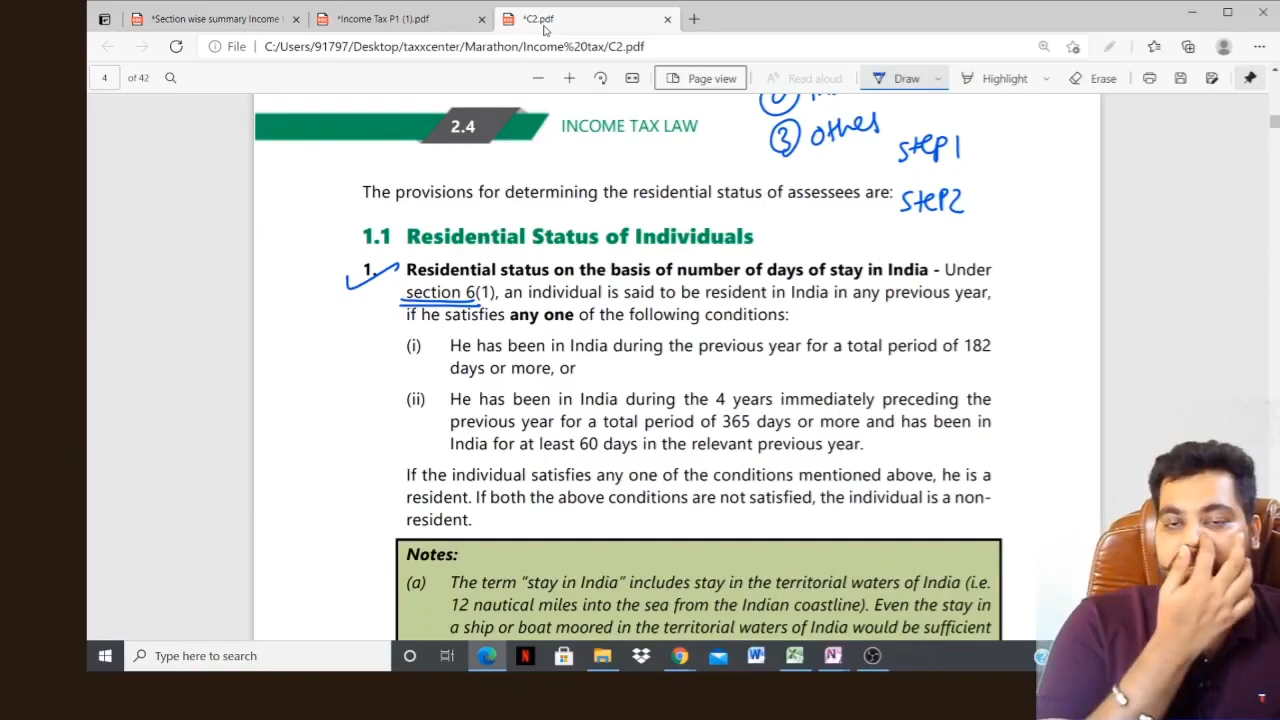 *Section wise summary Income
*Income Tax P1 (1).pdf
*C2.pdf
File
C:/Users/91797/Desktop/taxxcenter/Marathon/Income%20tax/C2.pdf
4 of 42
Page view
Read aloud
Draw
Highlight
Erase
3 others
2.4
INCOME TAX LAW
Step1
The provisions for determining the residential status of assessees are:
Step2
1.1 Residential Status of Individuals
1. Residential status on the basis of number of days of stay in India - Under
section 6(1), an individual is said to be resident in India in any previous year,
if he satisfies any one of the following conditions:
(i) He has been in India during the previous year for a total period of 182
days or more, or
(ii) He has been in India during the 4 years immediately preceding the
previous year for a total period of 365 days or more and has been in
India for at least 60 days in the relevant previous year.
If the individual satisfies any one of the conditions mentioned above, he is a
resident. If both the above conditions are not satisfied, the individual is a non-
resident.
Notes:
(a) The term “stay in India” includes stay in the territorial waters of India (i.e.
12 nautical miles into the sea from the Indian coastline). Even the stay in
a ship or boat moored in the territorial waters of India would be sufficient
Type here to search